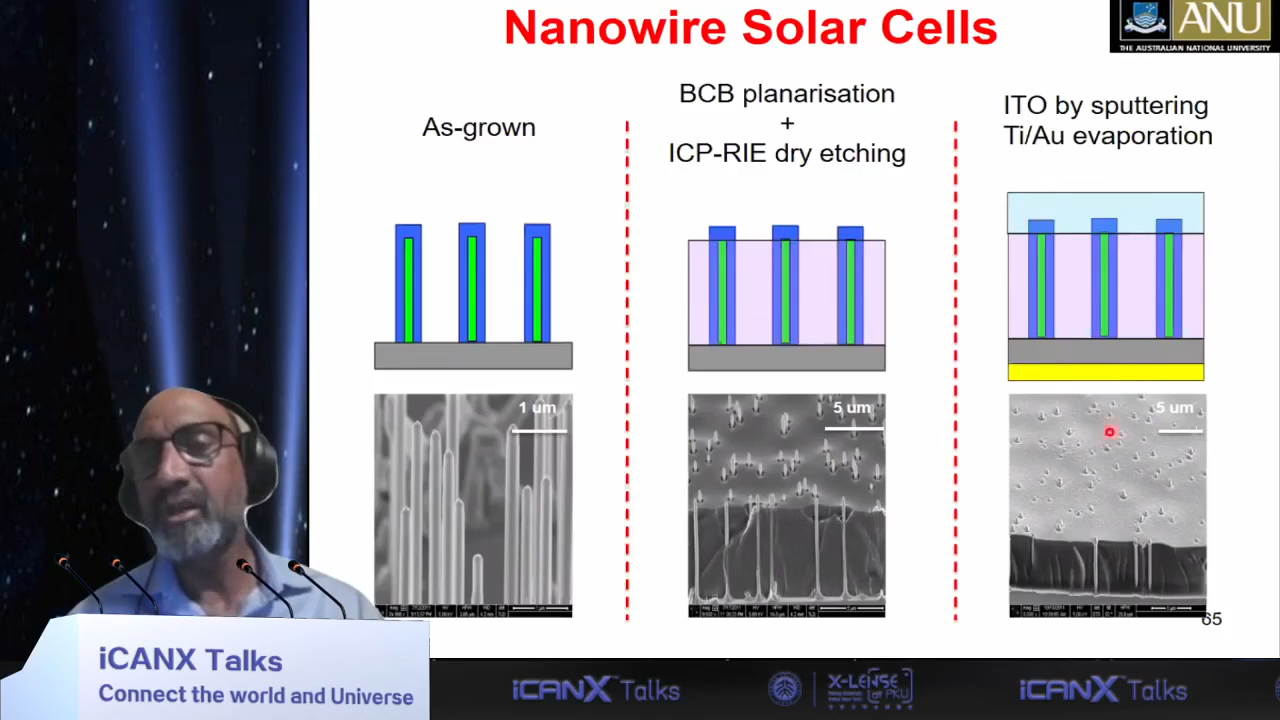 Nanowire Solar Cells
ANU
THE AUSTRALIAN NATIONAL UNIVERSITY
As-grown
BCB planarisation
+
ICP-RIE dry etching
ITO by sputtering
Ti/Au evaporation
1 um
5 um
5 um
65
iCANX Talks
Connect the world and Universe
iCANX Talks
X-LENSE
at PKU
iCANX Talks